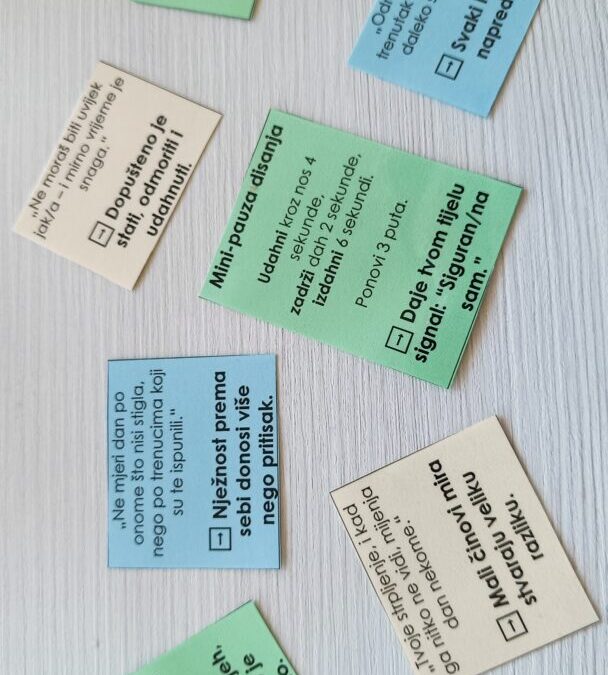 „Ne moraš biti uvijek
jak/a – i mirno vrijeme je
snaga.“
→ Dopušteno je
stati, odmoriti i
udahnuti.
trenutak
daleko
→ Svaki
Mini-pauza disanja
Udahni kroz nos 4
sekunde,
zadrži dah 2 sekunde,
izdahni 6 sekundi.
Ponovi 3 puta.
→ Daje tvom tijelu
signal: “Siguran/na
sam.”
„Ne mjeri dan po
onome što nisi stigla,
nego po trenucima koji
su te ispunili.“
→ Nježnost prema
sebi donosi više
nego pritisak.
„Tvoje strpljenje, i kad
ga nitko ne vidi, mijenja
dan nekome.“
→ Mali činovi mira
stvaraju veliku
razliku.
je